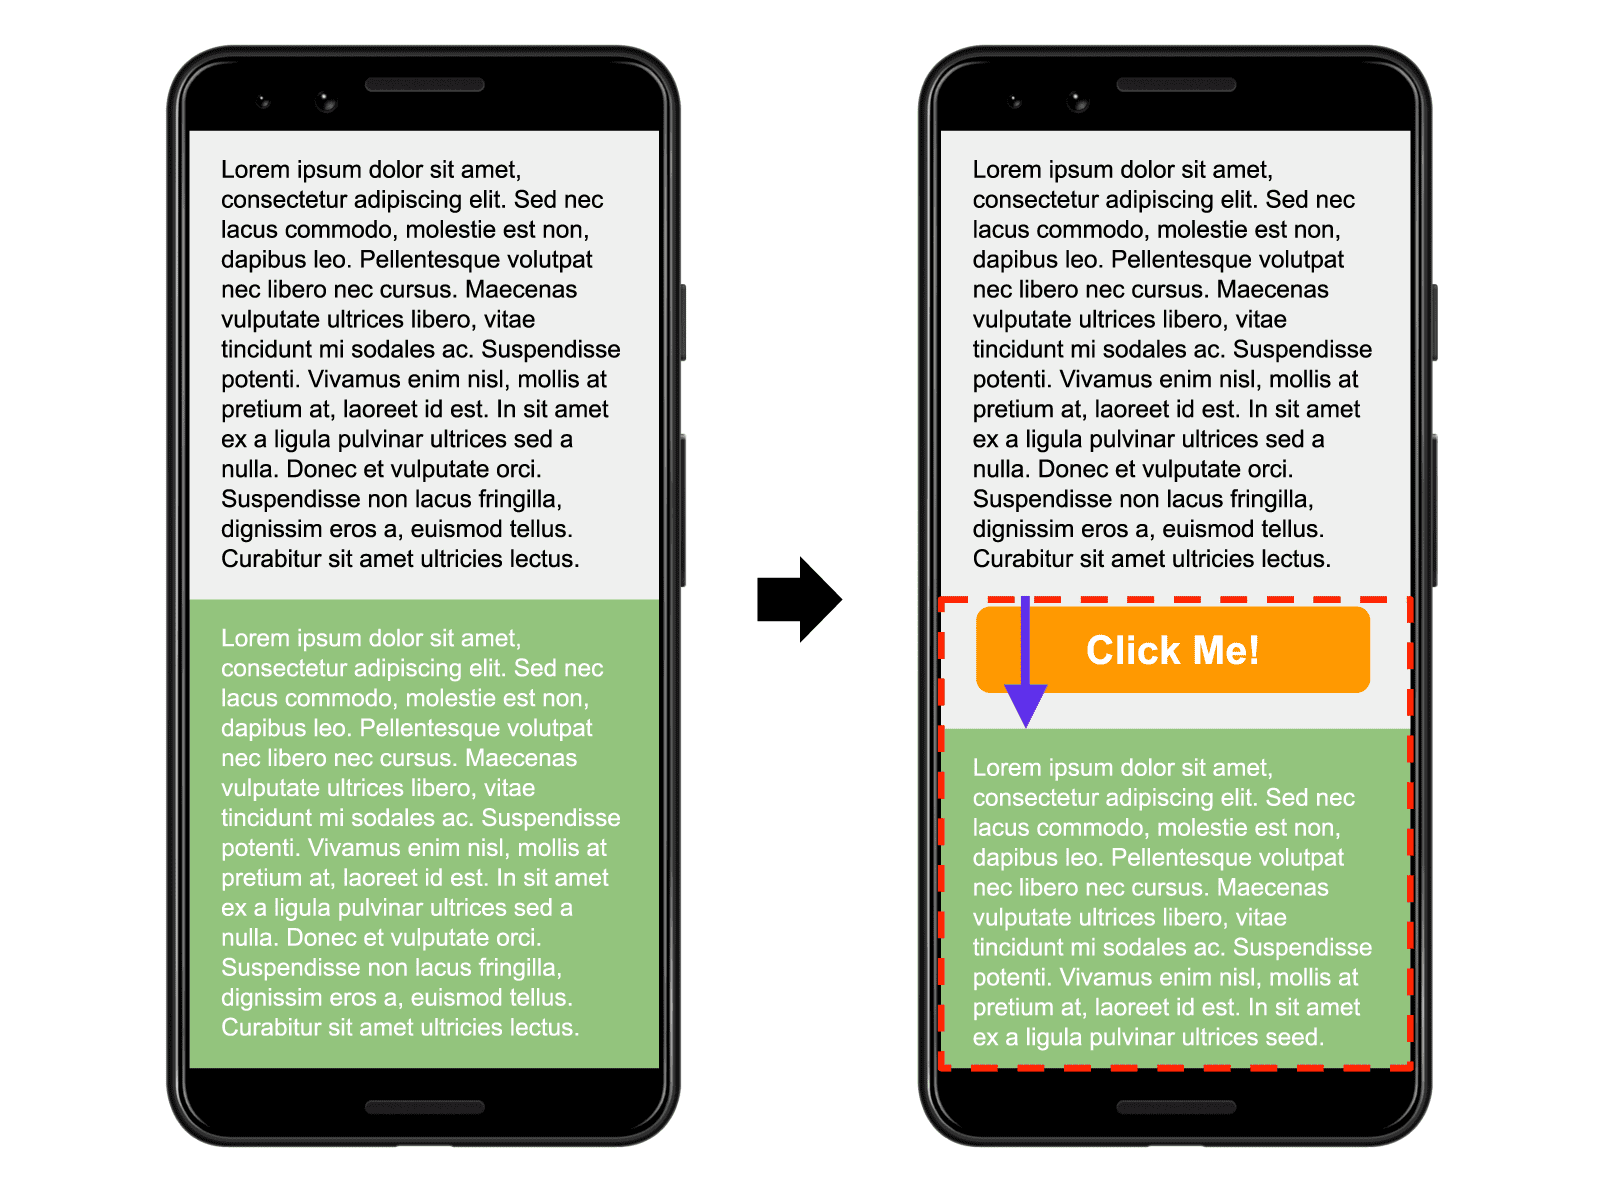 Lorem ipsum dolor sit amet,
consectetur adipiscing elit. Sed nec
lacus commodo, molestie est non,
dapibus leo. Pellentesque volutpat
nec libero nec cursus. Maecenas
vulputate ultrices libero, vitae
tincidunt mi sodales ac. Suspendisse
potenti. Vivamus enim nisl, mollis at
pretium at, laoreet id est. In sit amet
ex a ligula pulvinar ultrices sed a
nulla. Donec et vulputate orci.
Suspendisse non lacus fringilla,
dignissim eros a, euismod tellus.
Curabitur sit amet ultricies lectus.
Lorem ipsum dolor sit amet,
consectetur adipiscing elit. Sed nec
lacus commodo, molestie est non,
dapibus leo. Pellentesque volutpat
nec libero nec cursus. Maecenas
vulputate ultrices libero, vitae
tincidunt mi sodales ac. Suspendisse
potenti. Vivamus enim nisl, mollis at
pretium at, laoreet id est. In sit amet
ex a ligula pulvinar ultrices sed a
nulla. Donec et vulputate orci.
Suspendisse non lacus fringilla,
dignissim eros a, euismod tellus.
Curabitur sit amet ultricies lectus.
Lorem ipsum dolor sit amet,
consectetur adipiscing elit. Sed nec
lacus commodo, molestie est non,
dapibus leo. Pellentesque volutpat
nec libero nec cursus. Maecenas
vulputate ultrices libero, vitae
tincidunt mi sodales ac. Suspendisse
potenti. Vivamus enim nisl, mollis at
pretium at, laoreet id est. In sit amet
ex a ligula pulvinar ultrices sed a
nulla. Donec et vulputate orci.
Suspendisse non lacus fringilla,
dignissim eros a, euismod tellus.
Curabitur sit amet ultricies lectus.
Click Me!
Lorem ipsum dolor sit amet,
consectetur adipiscing elit. Sed nec
lacus commodo, molestie est non,
dapibus leo. Pellentesque volutpat
nec libero nec cursus. Maecenas
vulputate ultrices libero, vitae
tincidunt mi sodales ac. Suspendisse
potenti. Vivamus enim nisl, mollis at
pretium at, laoreet id est. In sit amet
ex a ligula pulvinar ultrices seed.